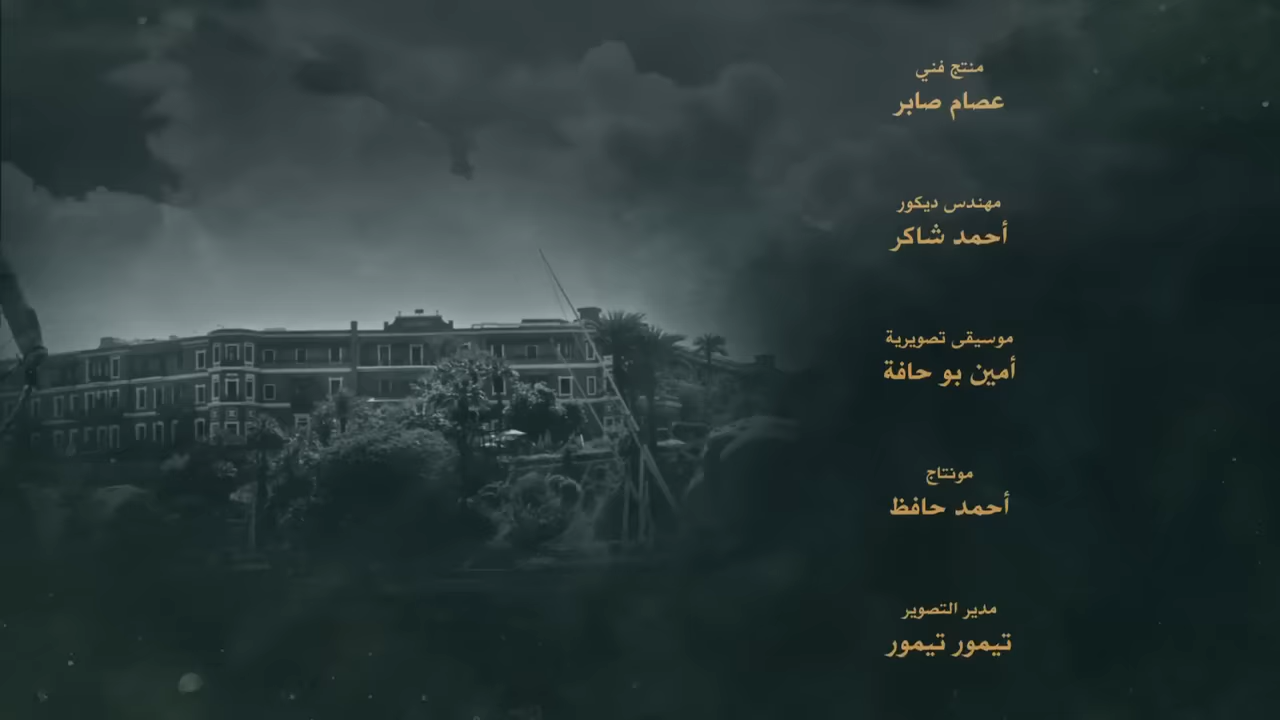 منتج فني
عصام صابر
مهندس ديكور
أحمد شاكر
موسيقى تصويرية
أمين بو حافة
مونتاج
أحمد حافظ
مدير التصوير
تيمور تيمور